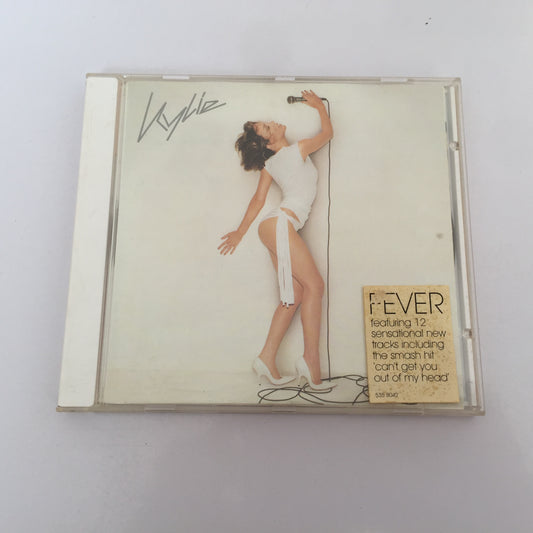 Kylie
FEVER
featuring 12
sensational new
tracks including
the smash hit
'can't get you
out of my head'